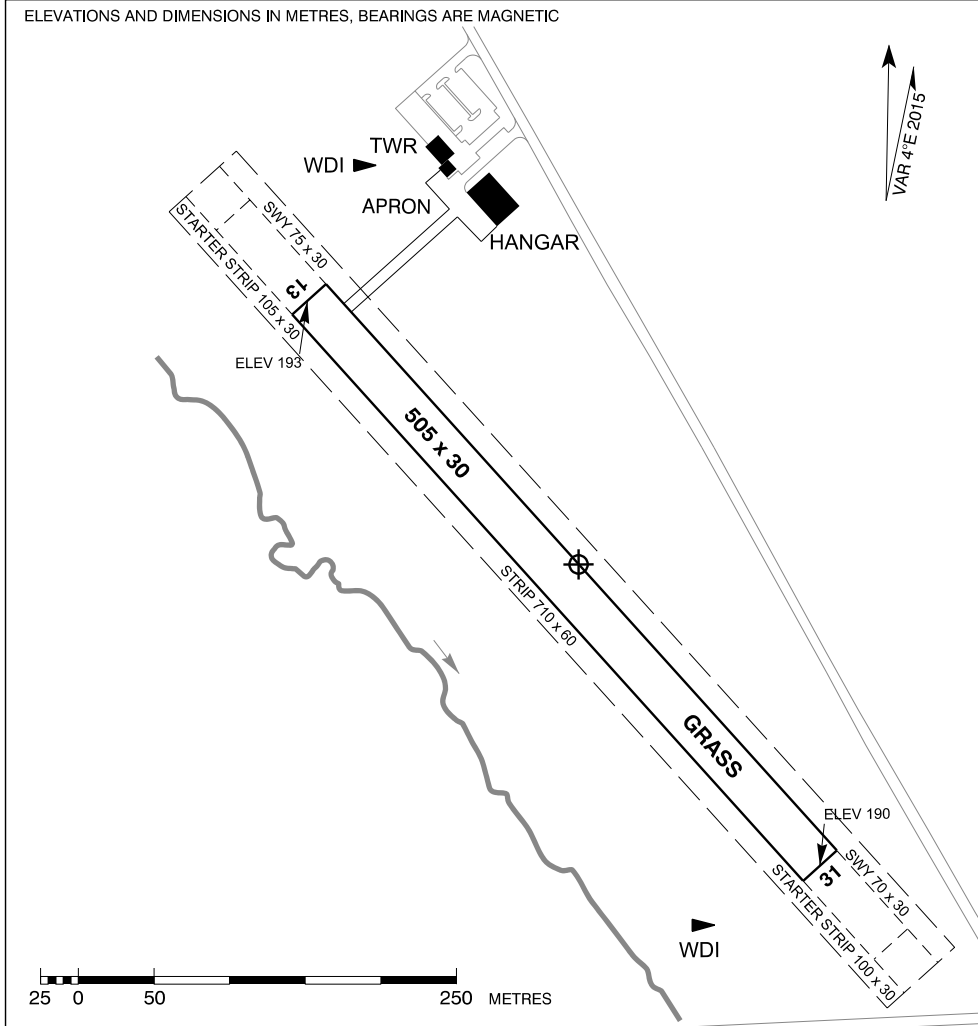 ELEVATIONS AND DIMENSIONS IN METRES, BEARINGS ARE MAGNETIC
VAR 4°E 2015
TWR
WDI
APRON
HANGAR
SWY 75 x 30
STARTER STRIP 105 x 30
13
ELEV 193
505 x 30
STRIP 710 x 60
GRASS
ELEV 190
31
SWY 70 x 30
STARTER STRIP 100 x 30
WDI
25 0 50 250 METRES